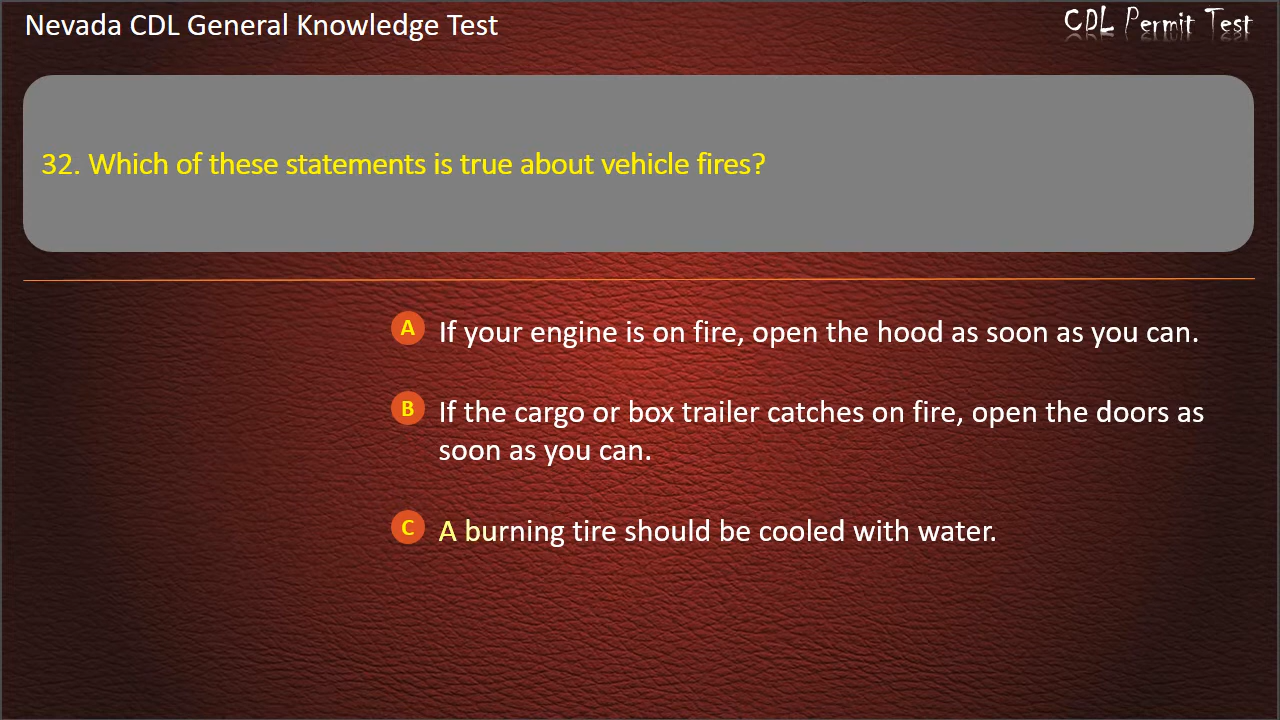 Nevada CDL General Knowledge Test
CDL Permit Test
32. Which of these statements is true about vehicle fires?
A If your engine is on fire, open the hood as soon as you can.
B If the cargo or box trailer catches on fire, open the doors as
soon as you can.
C A burning tire should be cooled with water.